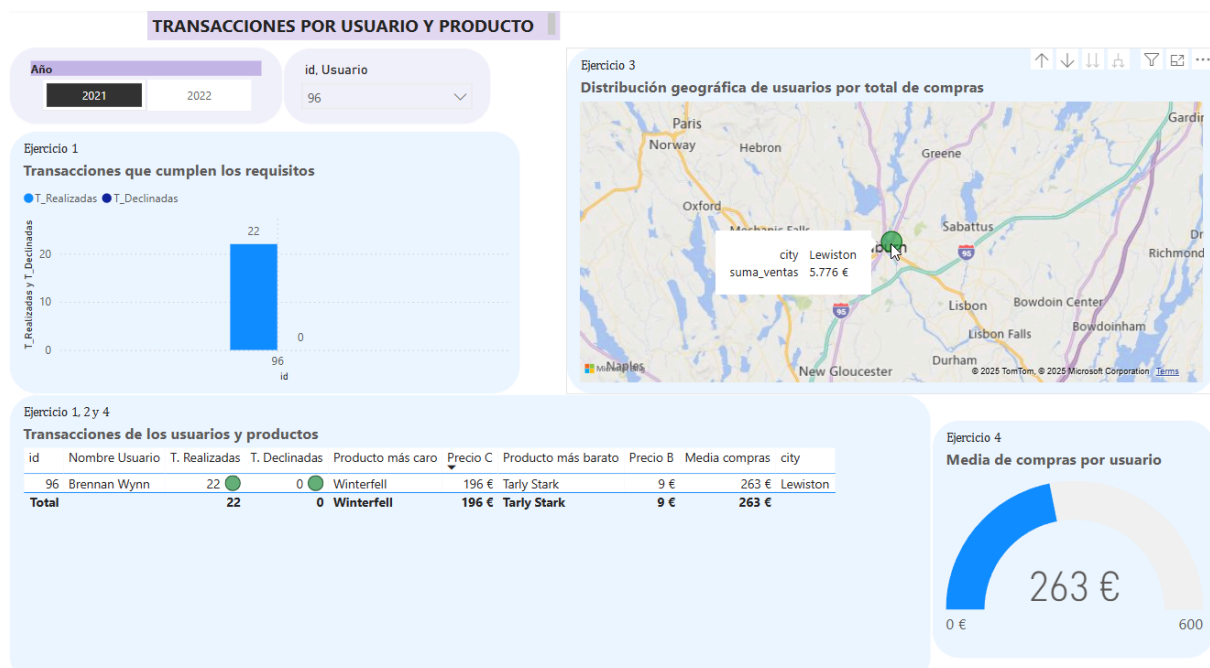 TRANSACCIONES POR USUARIO Y PRODUCTO
Año
2021
2022
id, Usuario
96
Ejercicio 1
Transacciones que cumplen los requisitos
T_Realizadas T_Declinadas
T_Realizadas y T_Declinadas
20
10
0
22
0
96
id
Ejercicio 3
Distribución geográfica de usuarios por total de compras
Paris
Norway
Hebron
Greene
Oxford
Sabattus
Richmond
95
95
Lisbon
Bowdoin Center
Lisbon Falls
Bowdoinham
Durham
Naples
New Gloucester
city Lewiston
suma_ventas 5.776 €
© 2025 TomTom, © 2025 Microsoft Corporation Terms
Ejercicio 1, 2 y 4
Transacciones de los usuarios y productos
id Nombre Usuario T. Realizadas T. Declinadas Producto más caro Precio C Producto más barato Precio B Media compras city
96 Brennan Wynn 22 0 Winterfell 196 € Tarly Stark 9 € 263 € Lewiston
Total 22 0 Winterfell 196 € Tarly Stark 9 € 263 €
Ejercicio 4
Media de compras por usuario
263 €
0 €
600